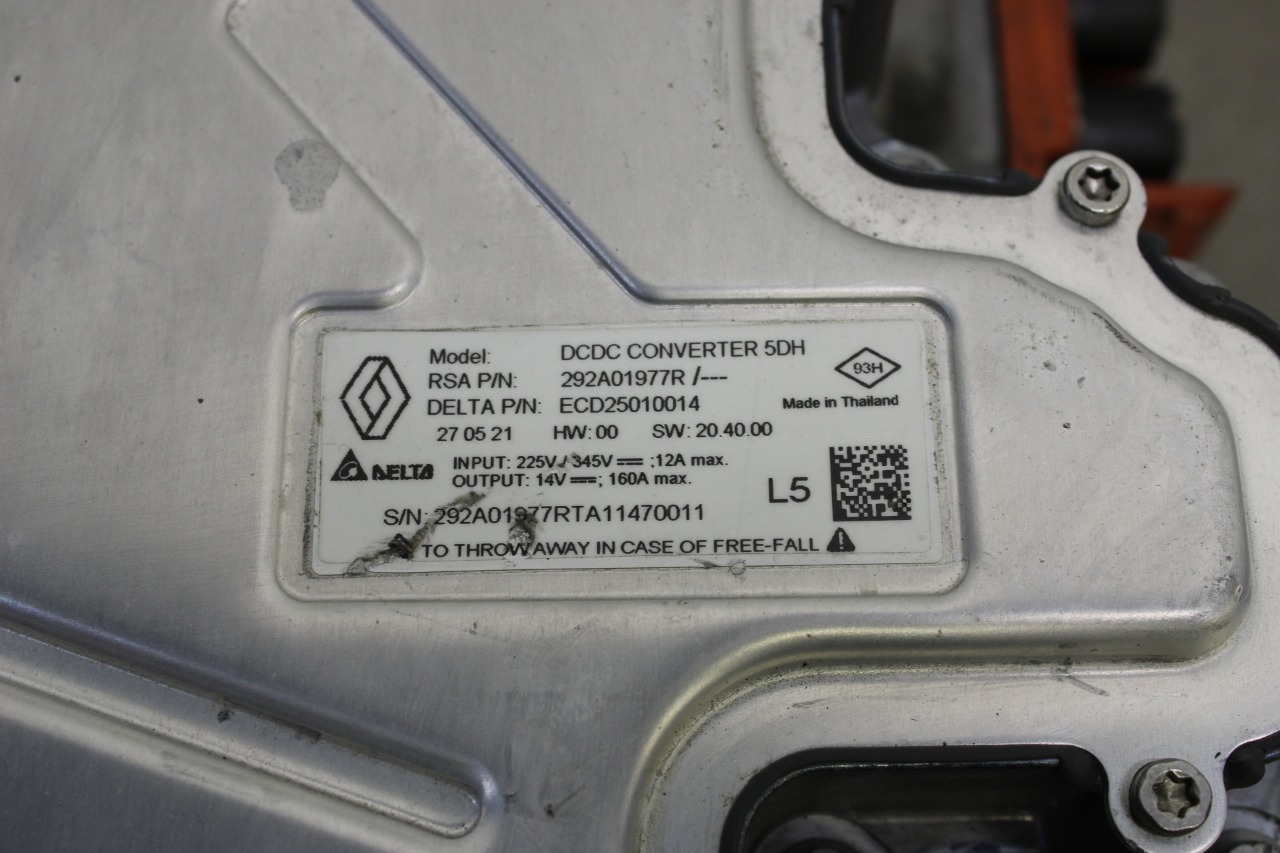 Model: DCDC CONVERTER 5DH
RSA P/N: 292A01977R /---
DELTA P/N: ECD25010014
93H
Made in Thailand
27 05 21 HW: 00 SW: 20.40.00
DELTA
INPUT: 225V / 345V ⎓ ;12A max.
OUTPUT: 14V ⎓; 160A max.
L5
S/N: 292A01977RTA11470011
TO THROW AWAY IN CASE OF FREE-FALL